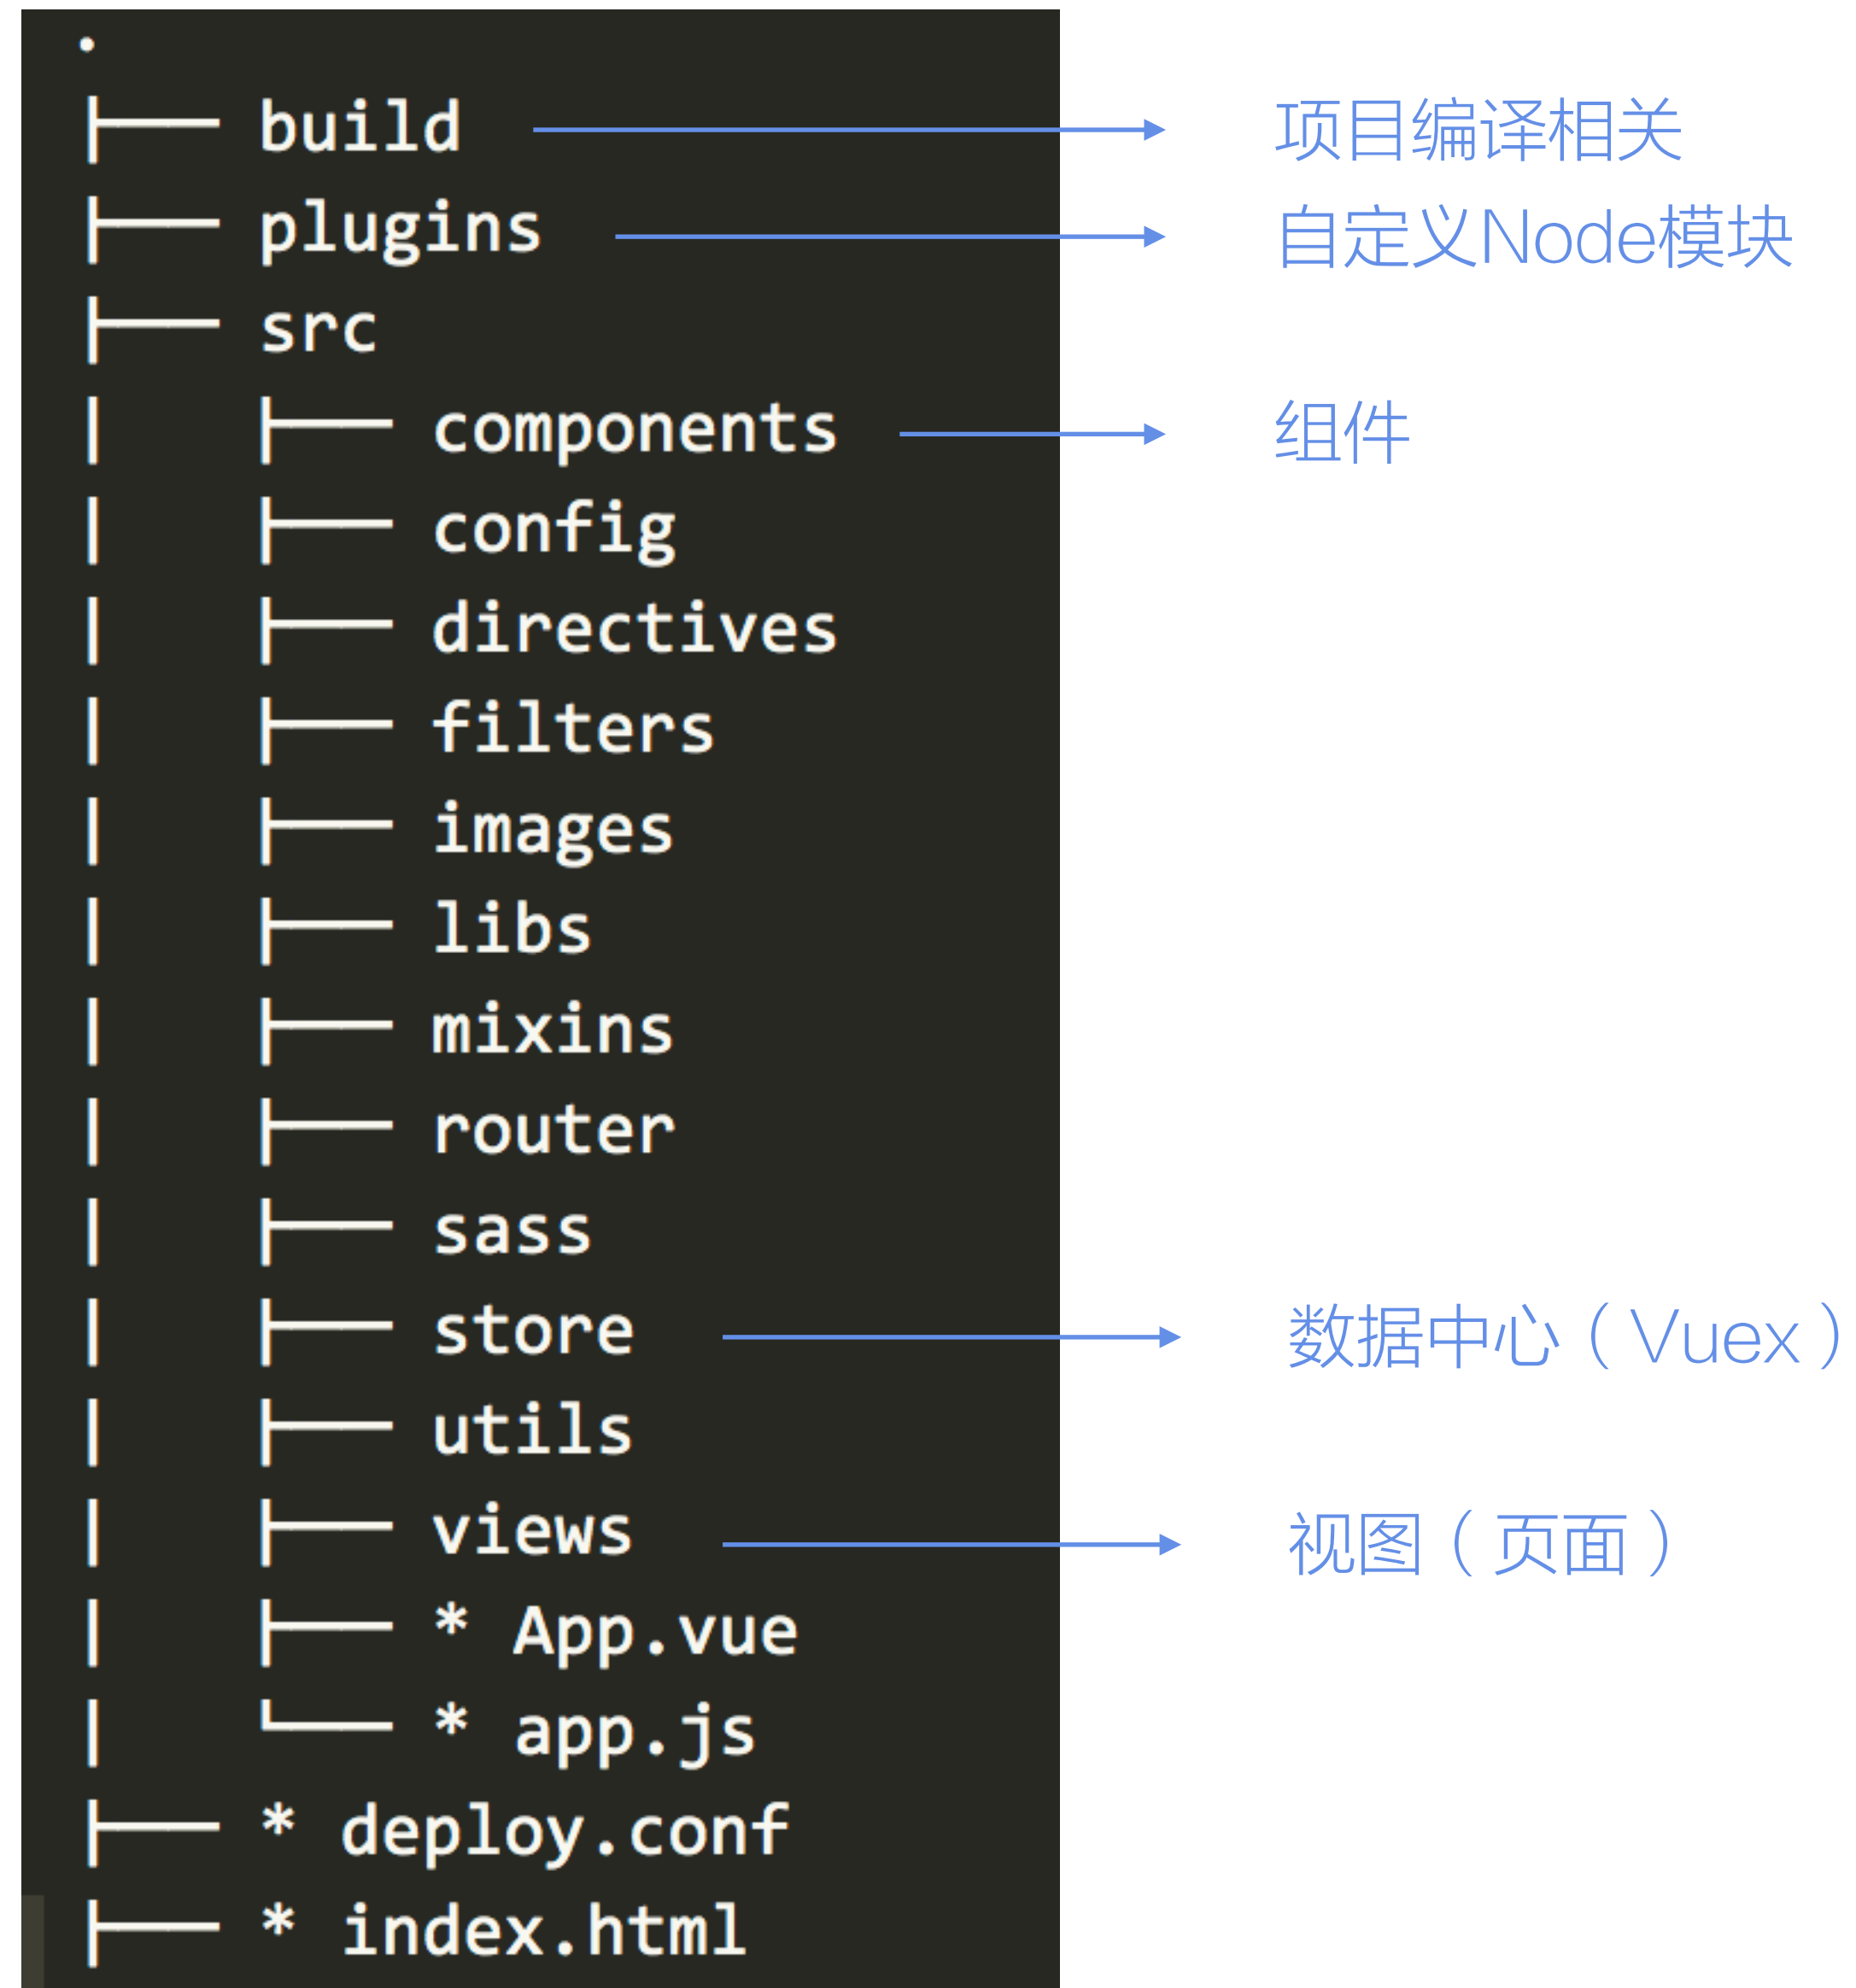 .
├── build 项目编译相关
├── plugins 自定义Node模块
├── src
│   ├── components 组件
│   ├── config
│   ├── directives
│   ├── filters
│   ├── images
│   ├── libs
│   ├── mixins
│   ├── router
│   ├── sass
│   ├── store 数据中心（Vuex）
│   ├── utils
│   ├── views 视图（页面）
│   ├── * App.vue
│   └── * app.js
├── * deploy.conf
├── * index.html